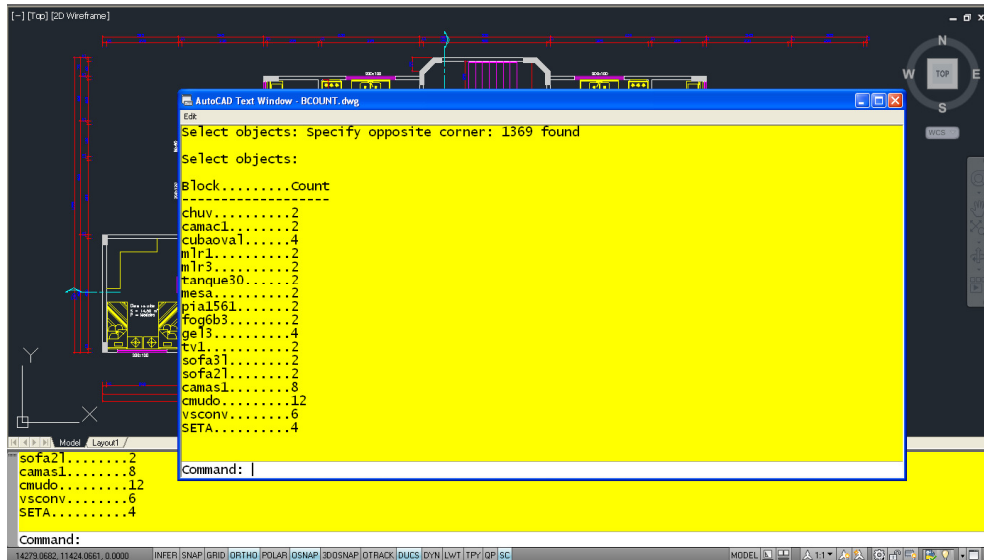 [-] [Top] [2D Wireframe]
N
W
TOP
E
S
WCS
AutoCAD Text Window - BCOUNT.dwg
Edit
Select objects: Specify opposite corner: 1369 found
Select objects:
Block.........Count
-------------------
chuv..........2
camac1........2
cubaoval......4
mlr1..........2
mlr3..........2
tanque30......2
mesa..........2
pia1561.......2
fog6b3........2
gel3..........4
tv1...........2
sofa3l........2
sofa2l........2
camas1........8
cmudo........12
vsconv........6
SETA..........4
Command:
Y
X
Model
Layout1
sofa2l........2
camas1........8
cmudo........12
vsconv........6
SETA..........4
Command:
14279.0682, 11424.0661, 0.0000 INFER SNAP GRID ORTHO POLAR OSNAP 3DOSNAP OTRACK DUCS DYN LWT TPY QP SC MODEL 1:1